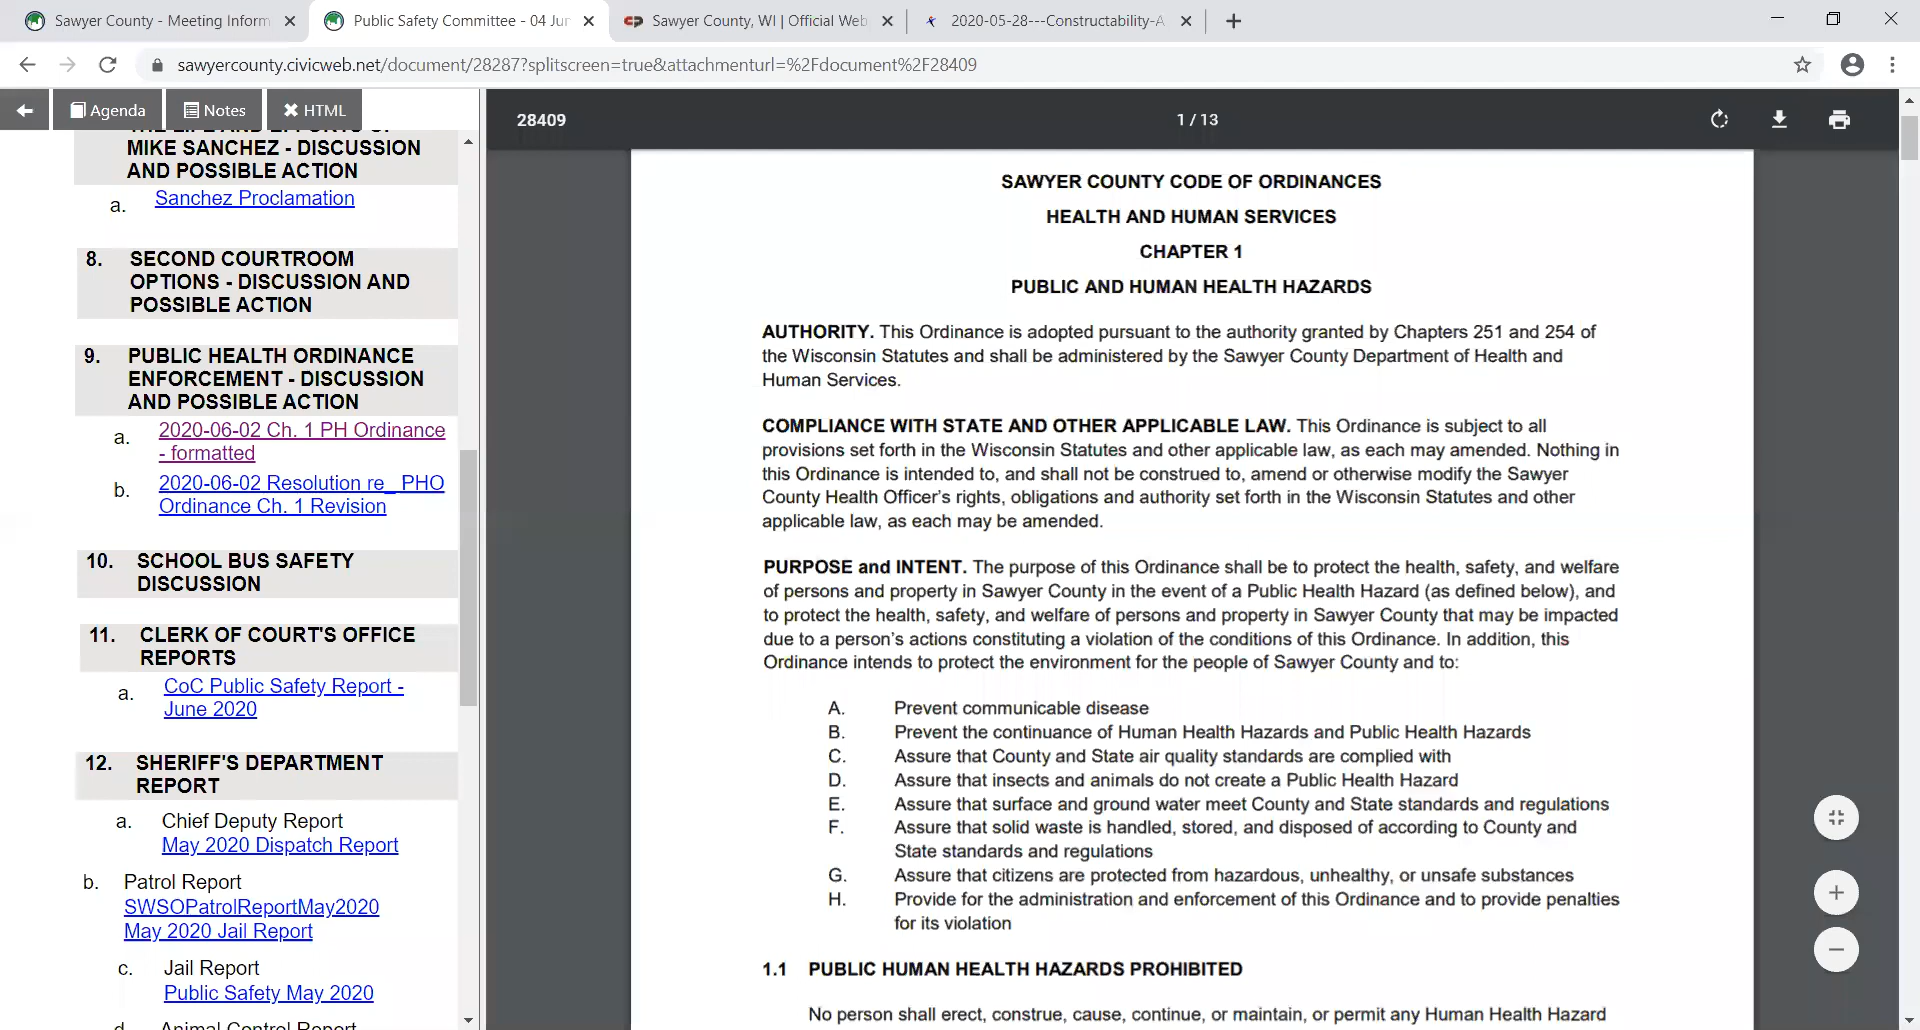 Sawyer County - Meeting Inform
Public Safety Committee - 04 Jun
Sawyer County, WI | Official Web
2020-05-28---Constructability-A
sawyercounty.civicweb.net/document/28287?splitscreen=true&attachmenturl=%2Fdocument%2F28409
Agenda
Notes
HTML
MIKE SANCHEZ - DISCUSSION
AND POSSIBLE ACTION
a. Sanchez Proclamation
8. SECOND COURTROOM
OPTIONS - DISCUSSION AND
POSSIBLE ACTION
9. PUBLIC HEALTH ORDINANCE
ENFORCEMENT - DISCUSSION
AND POSSIBLE ACTION
a. 2020-06-02 Ch. 1 PH Ordinance
- formatted
b. 2020-06-02 Resolution re_ PHO
Ordinance Ch. 1 Revision
10. SCHOOL BUS SAFETY
DISCUSSION
11. CLERK OF COURT'S OFFICE
REPORTS
a. CoC Public Safety Report -
June 2020
12. SHERIFF'S DEPARTMENT
REPORT
a. Chief Deputy Report
May 2020 Dispatch Report
b. Patrol Report
SWSOPatrolReportMay2020
May 2020 Jail Report
c. Jail Report
Public Safety May 2020
d. Animal Control Report
28409
1 / 13
SAWYER COUNTY CODE OF ORDINANCES
HEALTH AND HUMAN SERVICES
CHAPTER 1
PUBLIC AND HUMAN HEALTH HAZARDS
AUTHORITY. This Ordinance is adopted pursuant to the authority granted by Chapters 251 and 254 of
the Wisconsin Statutes and shall be administered by the Sawyer County Department of Health and
Human Services.
COMPLIANCE WITH STATE AND OTHER APPLICABLE LAW. This Ordinance is subject to all
provisions set forth in the Wisconsin Statutes and other applicable law, as each may amended. Nothing in
this Ordinance is intended to, and shall not be construed to, amend or otherwise modify the Sawyer
County Health Officer's rights, obligations and authority set forth in the Wisconsin Statutes and other
applicable law, as each may be amended.
PURPOSE and INTENT. The purpose of this Ordinance shall be to protect the health, safety, and welfare
of persons and property in Sawyer County in the event of a Public Health Hazard (as defined below), and
to protect the health, safety, and welfare of persons and property in Sawyer County that may be impacted
due to a person's actions constituting a violation of the conditions of this Ordinance. In addition, this
Ordinance intends to protect the environment for the people of Sawyer County and to:
A. Prevent communicable disease
B. Prevent the continuance of Human Health Hazards and Public Health Hazards
C. Assure that County and State air quality standards are complied with
D. Assure that insects and animals do not create a Public Health Hazard
E. Assure that surface and ground water meet County and State standards and regulations
F. Assure that solid waste is handled, stored, and disposed of according to County and
State standards and regulations
G. Assure that citizens are protected from hazardous, unhealthy, or unsafe substances
H. Provide for the administration and enforcement of this Ordinance and to provide penalties
for its violation
1.1 PUBLIC HUMAN HEALTH HAZARDS PROHIBITED
No person shall erect, construe, cause, continue, or maintain, or permit any Human Health Hazard